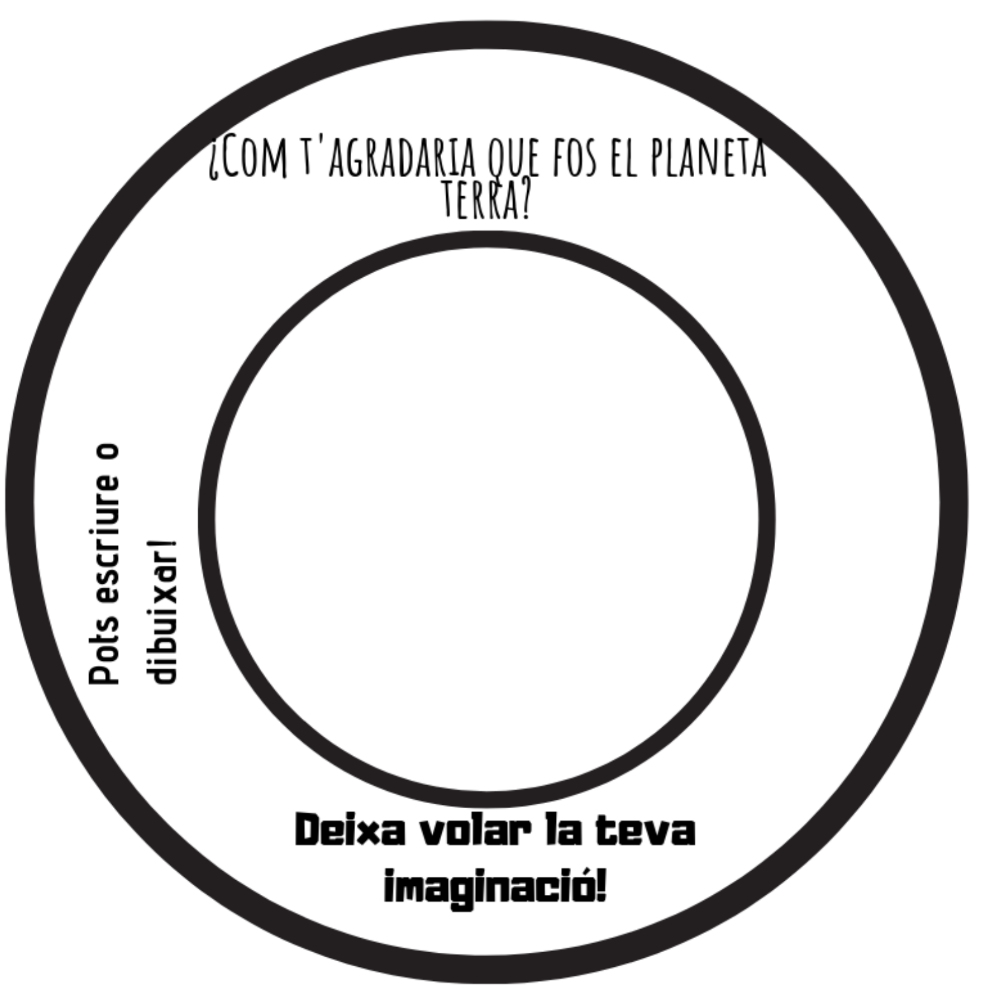 ¿Com t'agradaria que fos el planeta
terra?
Pots escriure o
dibuixar!
Deixa volar la teva
imaginació!